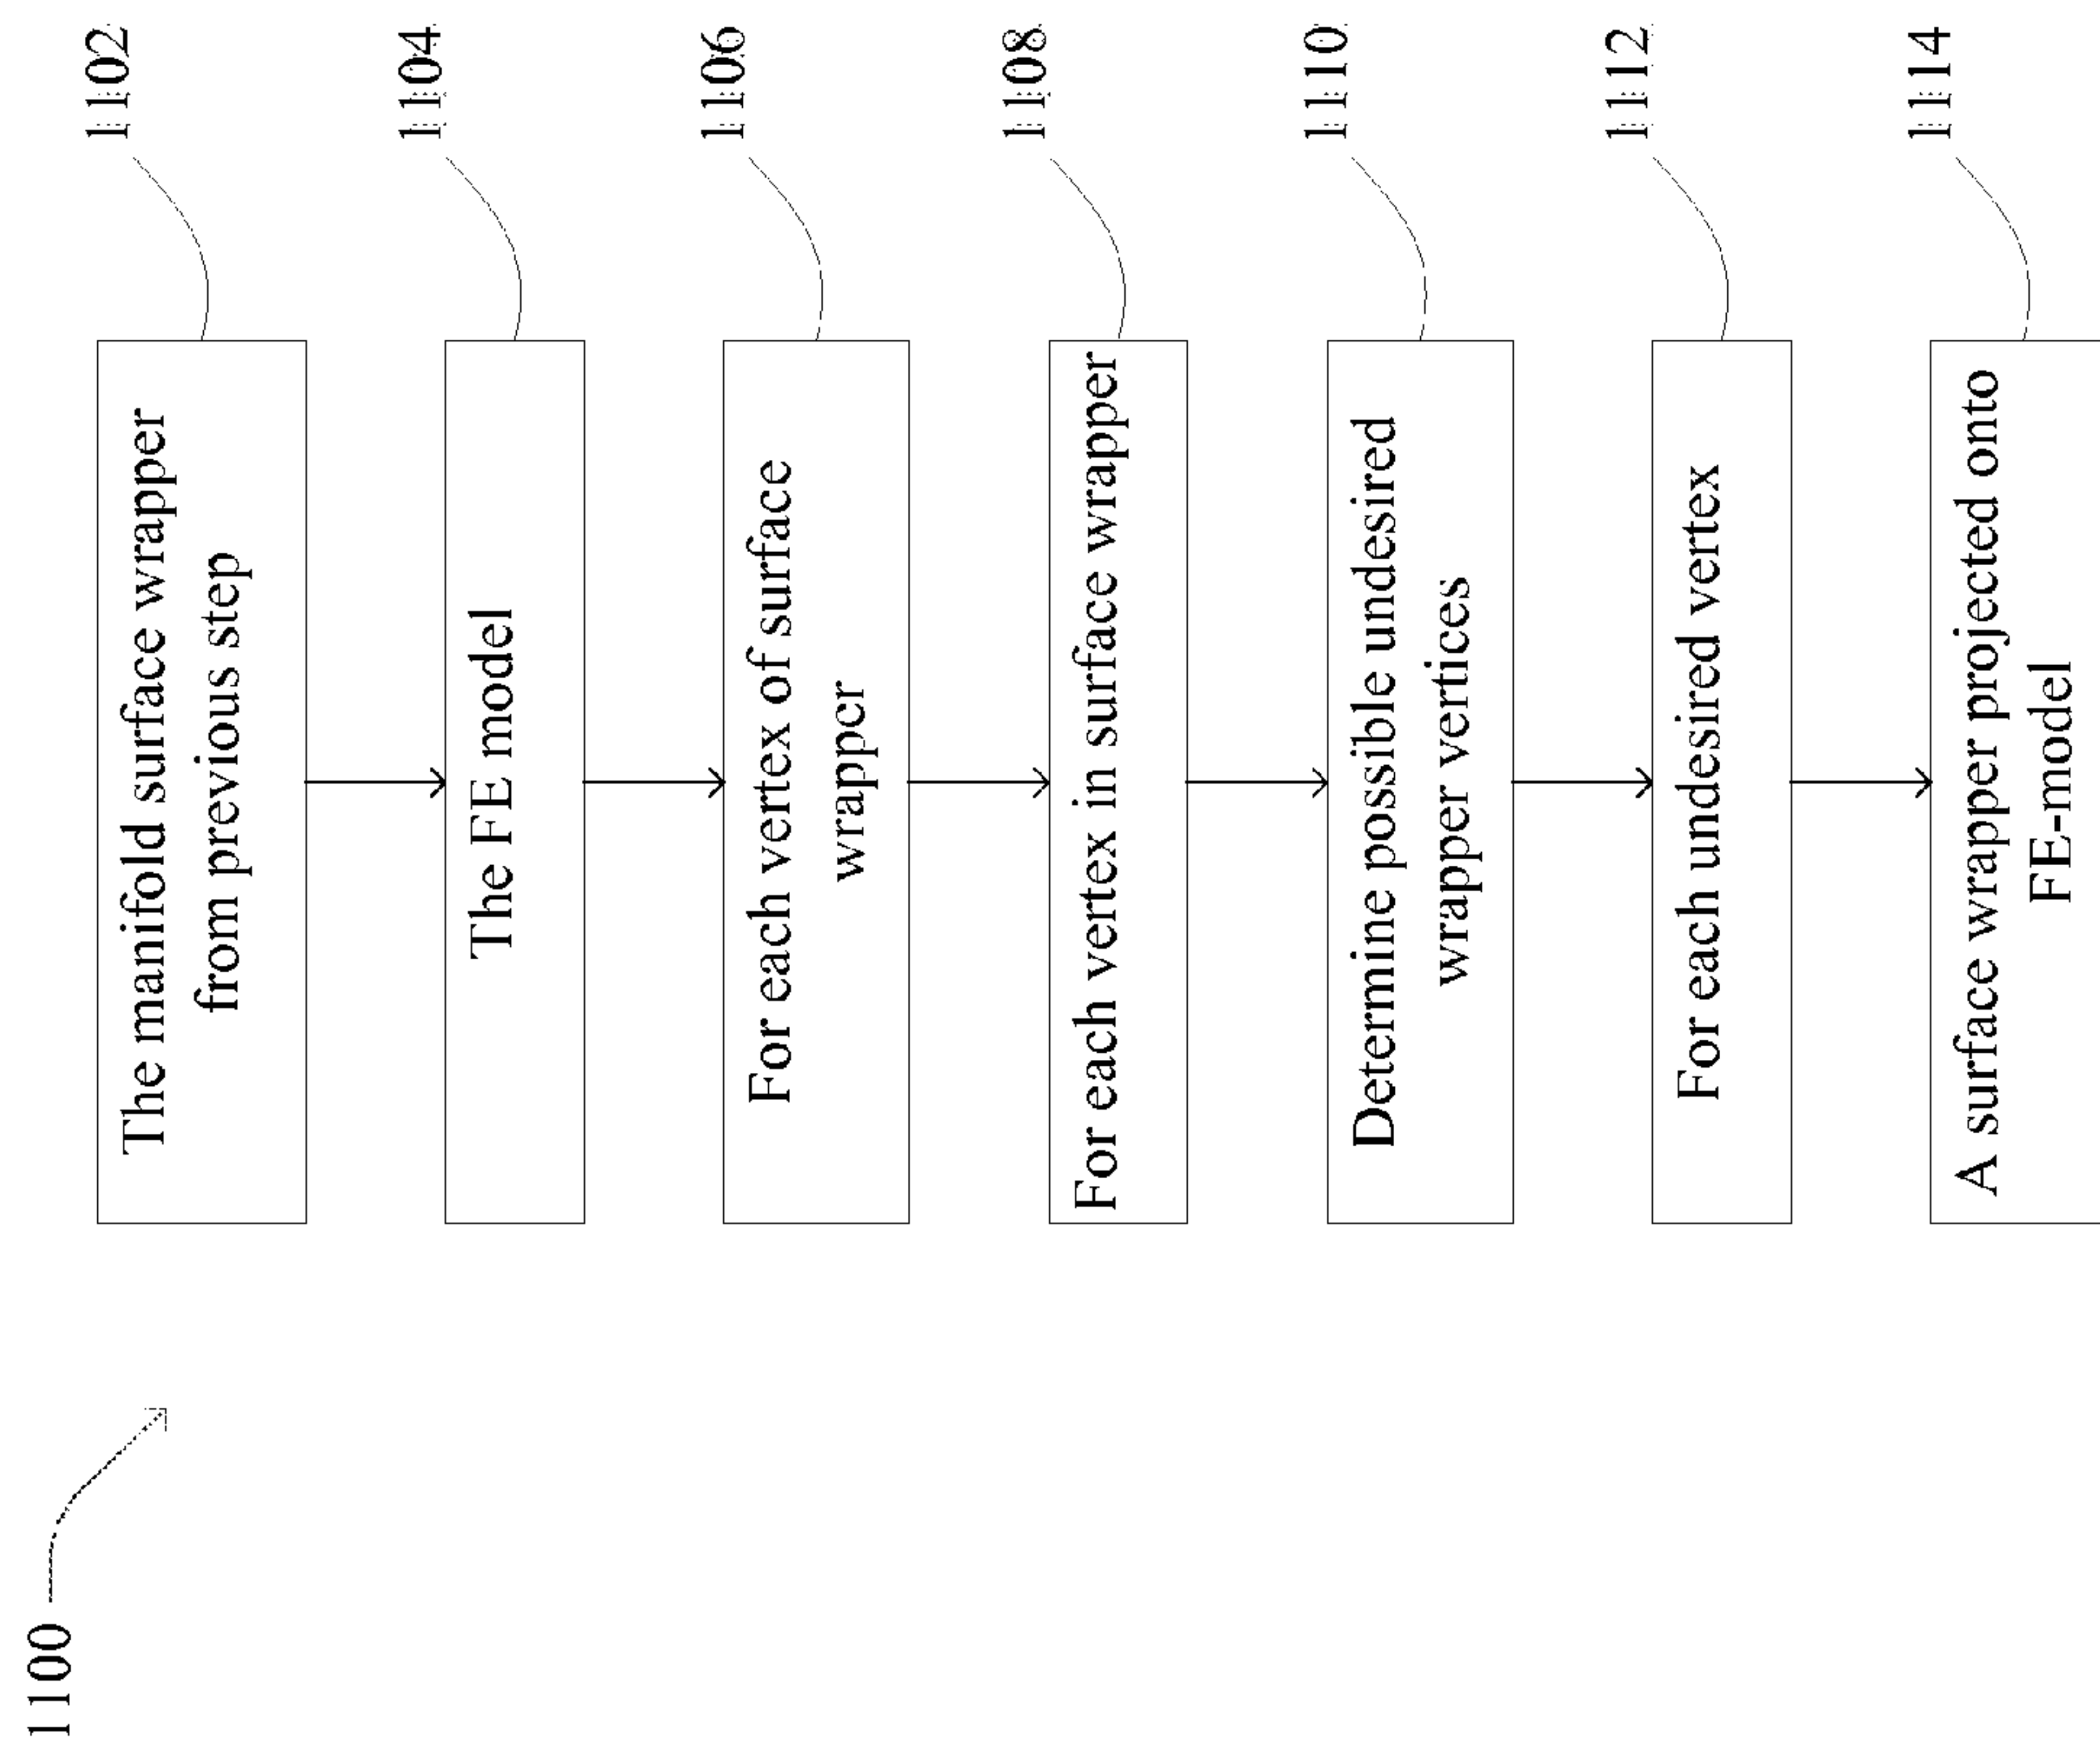 1100
1102
The manifold surface wrapper
from previous step
1104
The FE model
1106
For each vertex of surface
wrapper
1108
For each vertex in surface wrapper
1110
Determine possible undesired
wrapper vertices
1112
For each undesired vertex
1114
A surface wrapper projected onto
FE-model